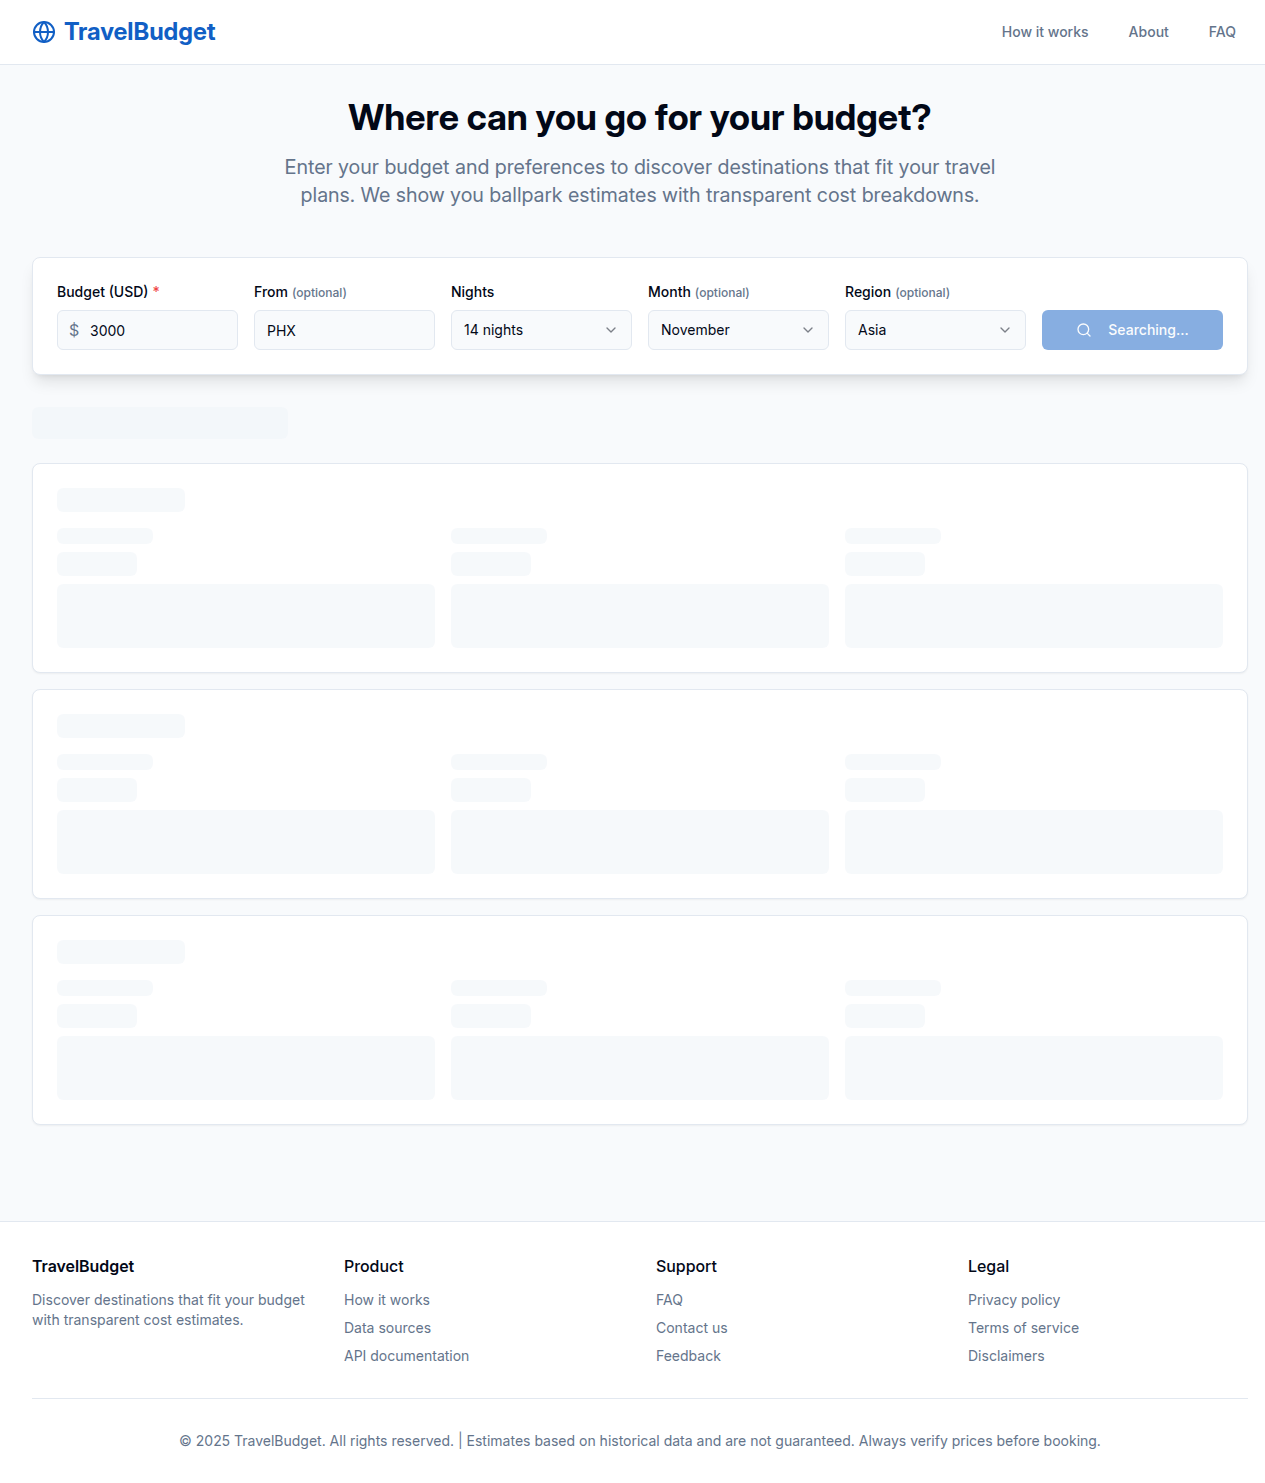 TravelBudget
How it works
About
FAQ
Where can you go for your budget?
Enter your budget and preferences to discover destinations that fit your travel
plans. We show you ballpark estimates with transparent cost breakdowns.
Budget (USD) *
From (optional)
Nights
Month (optional)
Region (optional)
$ 3000
PHX
14 nights
November
Asia
Searching...
TravelBudget
Discover destinations that fit your budget
with transparent cost estimates.
Product
How it works
Data sources
API documentation
Support
FAQ
Contact us
Feedback
Legal
Privacy policy
Terms of service
Disclaimers
© 2025 TravelBudget. All rights reserved. | Estimates based on historical data and are not guaranteed. Always verify prices before booking.